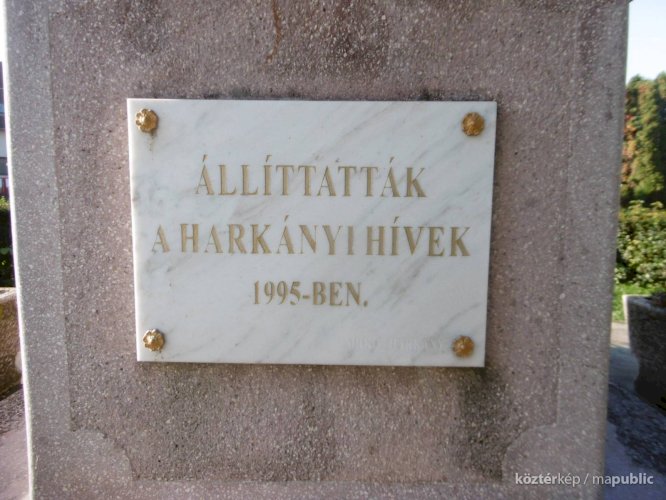 ÁLLÍTTATTÁK
A HARKÁNYI HÍVEK
1995-BEN.
köztérkép / mapublic